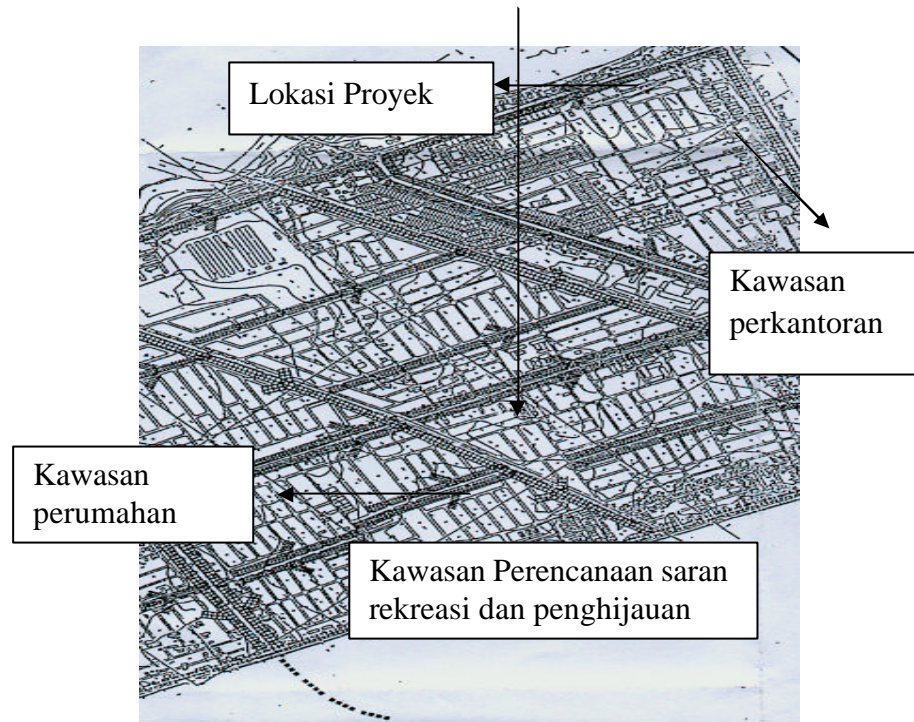 Lokasi Proyek
Kawasan
perkantoran
Kawasan
perumahan
Kawasan Perencanaan saran
rekreasi dan penghijauan